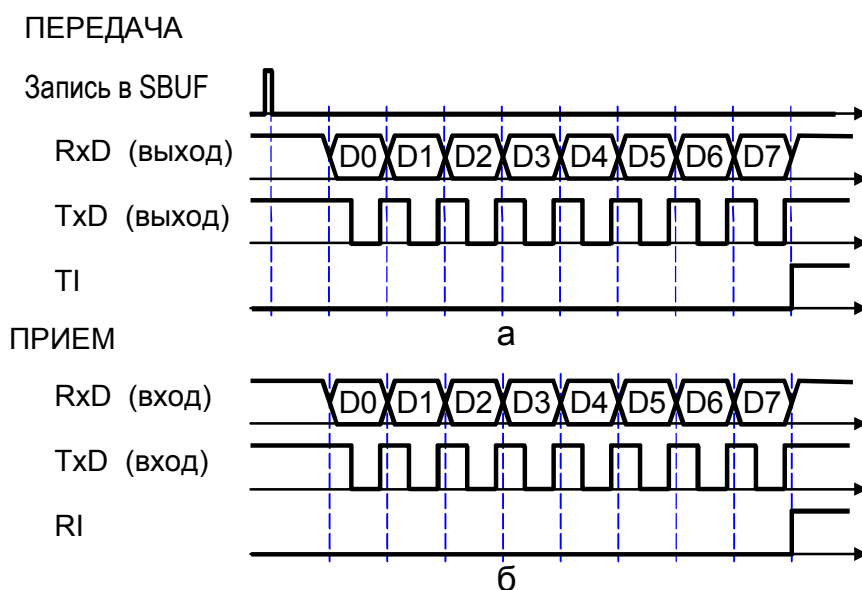 ПЕРЕДАЧА
Запись в SBUF
RxD (выход)
D0 D1 D2 D3 D4 D5 D6 D7
TxD (выход)
TI
а
ПРИЕМ
RxD (вход)
D0 D1 D2 D3 D4 D5 D6 D7
TxD (вход)
RI
б